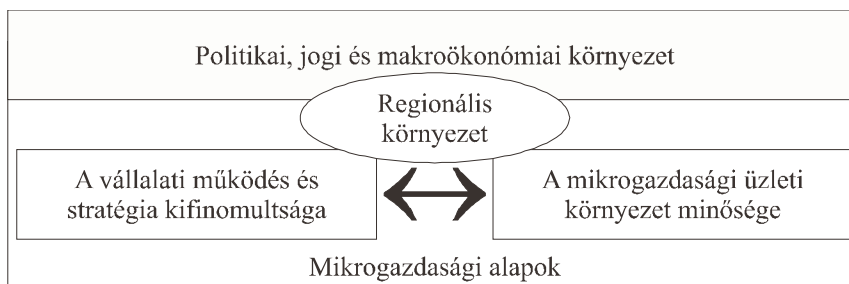 Politikai, jogi és makroökonómiai környezet
Regionális
környezet
A vállalati működés és
stratégia kifinomultsága
A mikrogazdasági üzleti
környezet minősége
Mikrogazdasági alapok